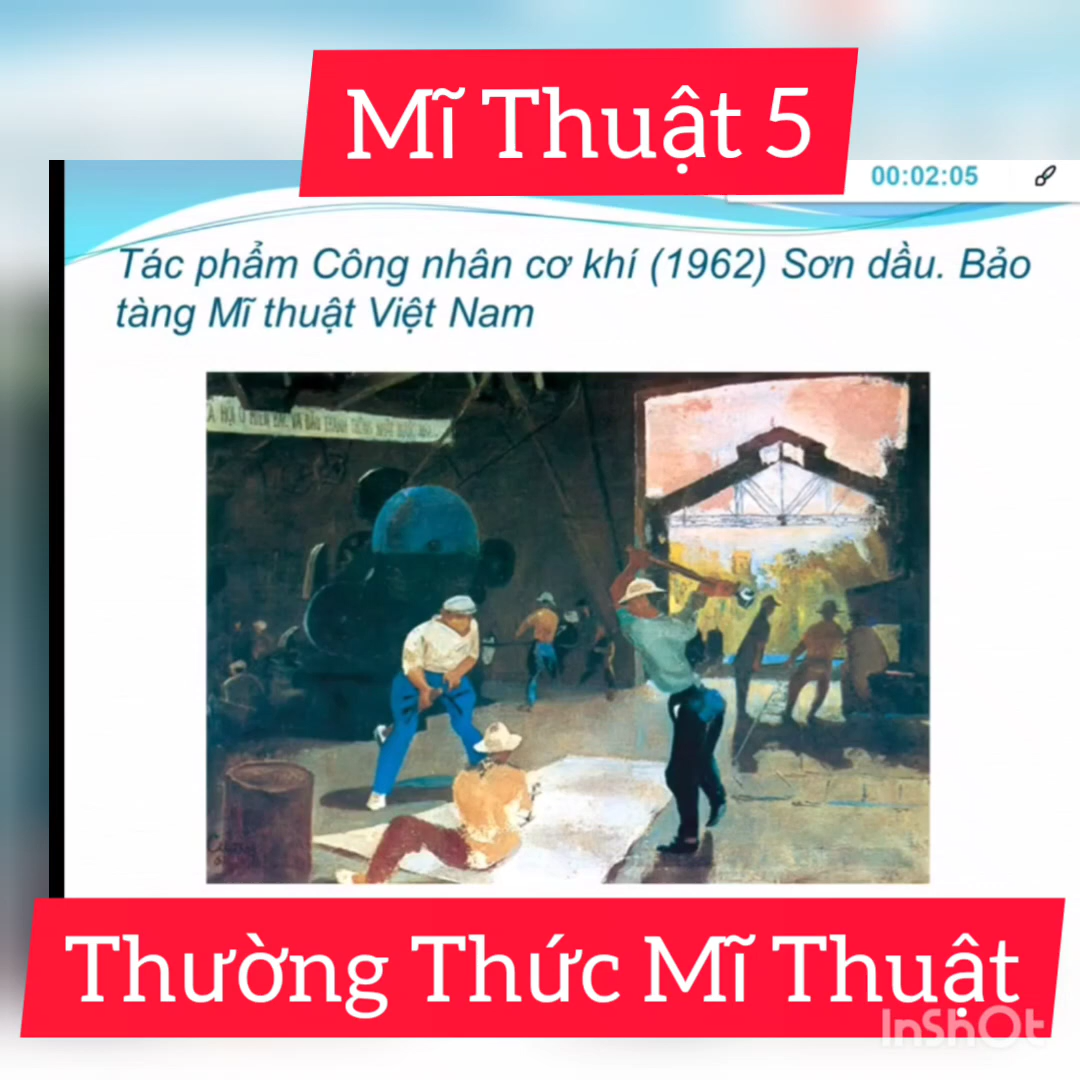 Mĩ Thuật 5
00:02:05
Tác phẩm Công nhân cơ khí (1962) Sơn dầu. Bảo
tàng Mĩ thuật Việt Nam
Thường Thức Mĩ Thuật
InShOt